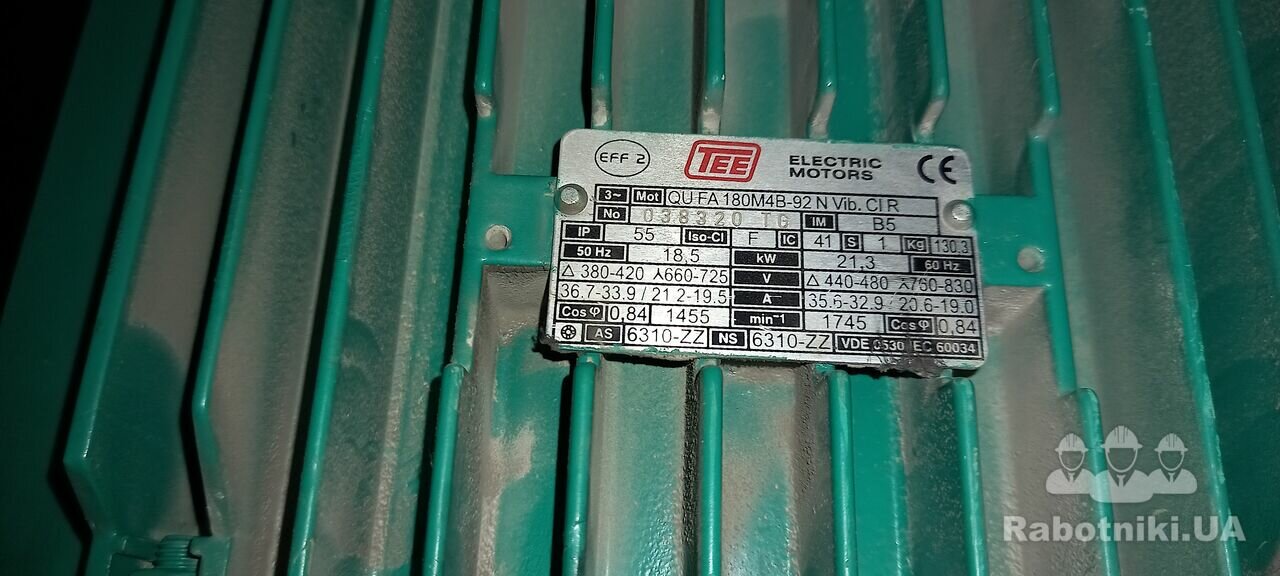 EFF 2 TEE ELECTRIC MOTORS CE
3~ Mot QU FA 180M4B-92 N Vib. Cl R
No 038320 TG IM B5
IP 55 Iso-Cl F IC 41 S 1 Kg 130.3
50 Hz 18,5 kW 21,3 60 Hz
△ 380-420 ⅄660-725 V △ 440-480 ⅄760-830
36.7-33.9 / 21.2-19.5 A 35.6-32.9 / 20.6-19.0
Cos φ 0,84 1455 min⁻¹ 1745 Cos φ 0,84
AS 6310-ZZ NS 6310-ZZ VDE 0530 IEC 60034
Rabotniki.UA